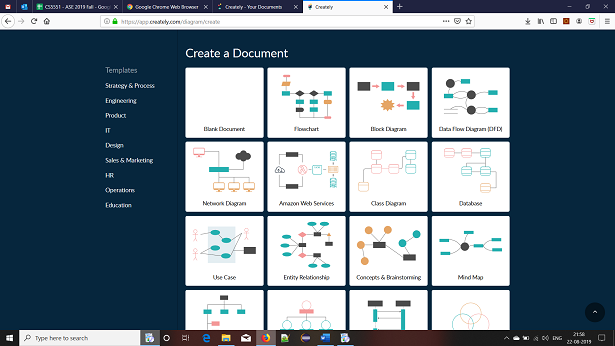 CS5551 - ASE 2019 Fall - Goog
Google Chrome Web Browser
Creately - Your Documents
Creately
https://app.creately.com/diagram/create
Create a Document
Templates
Strategy & Process
Engineering
Product
IT
Design
Sales & Marketing
HR
Operations
Education
Blank Document
Flowchart
Block Diagram
Data Flow Diagram (DFD)
Network Diagram
Amazon Web Services
Class Diagram
Database
Use Case
Entity Relationship
Concepts & Brainstorming
Mind Map
Type here to search
ENG
21:58
22-08-2019